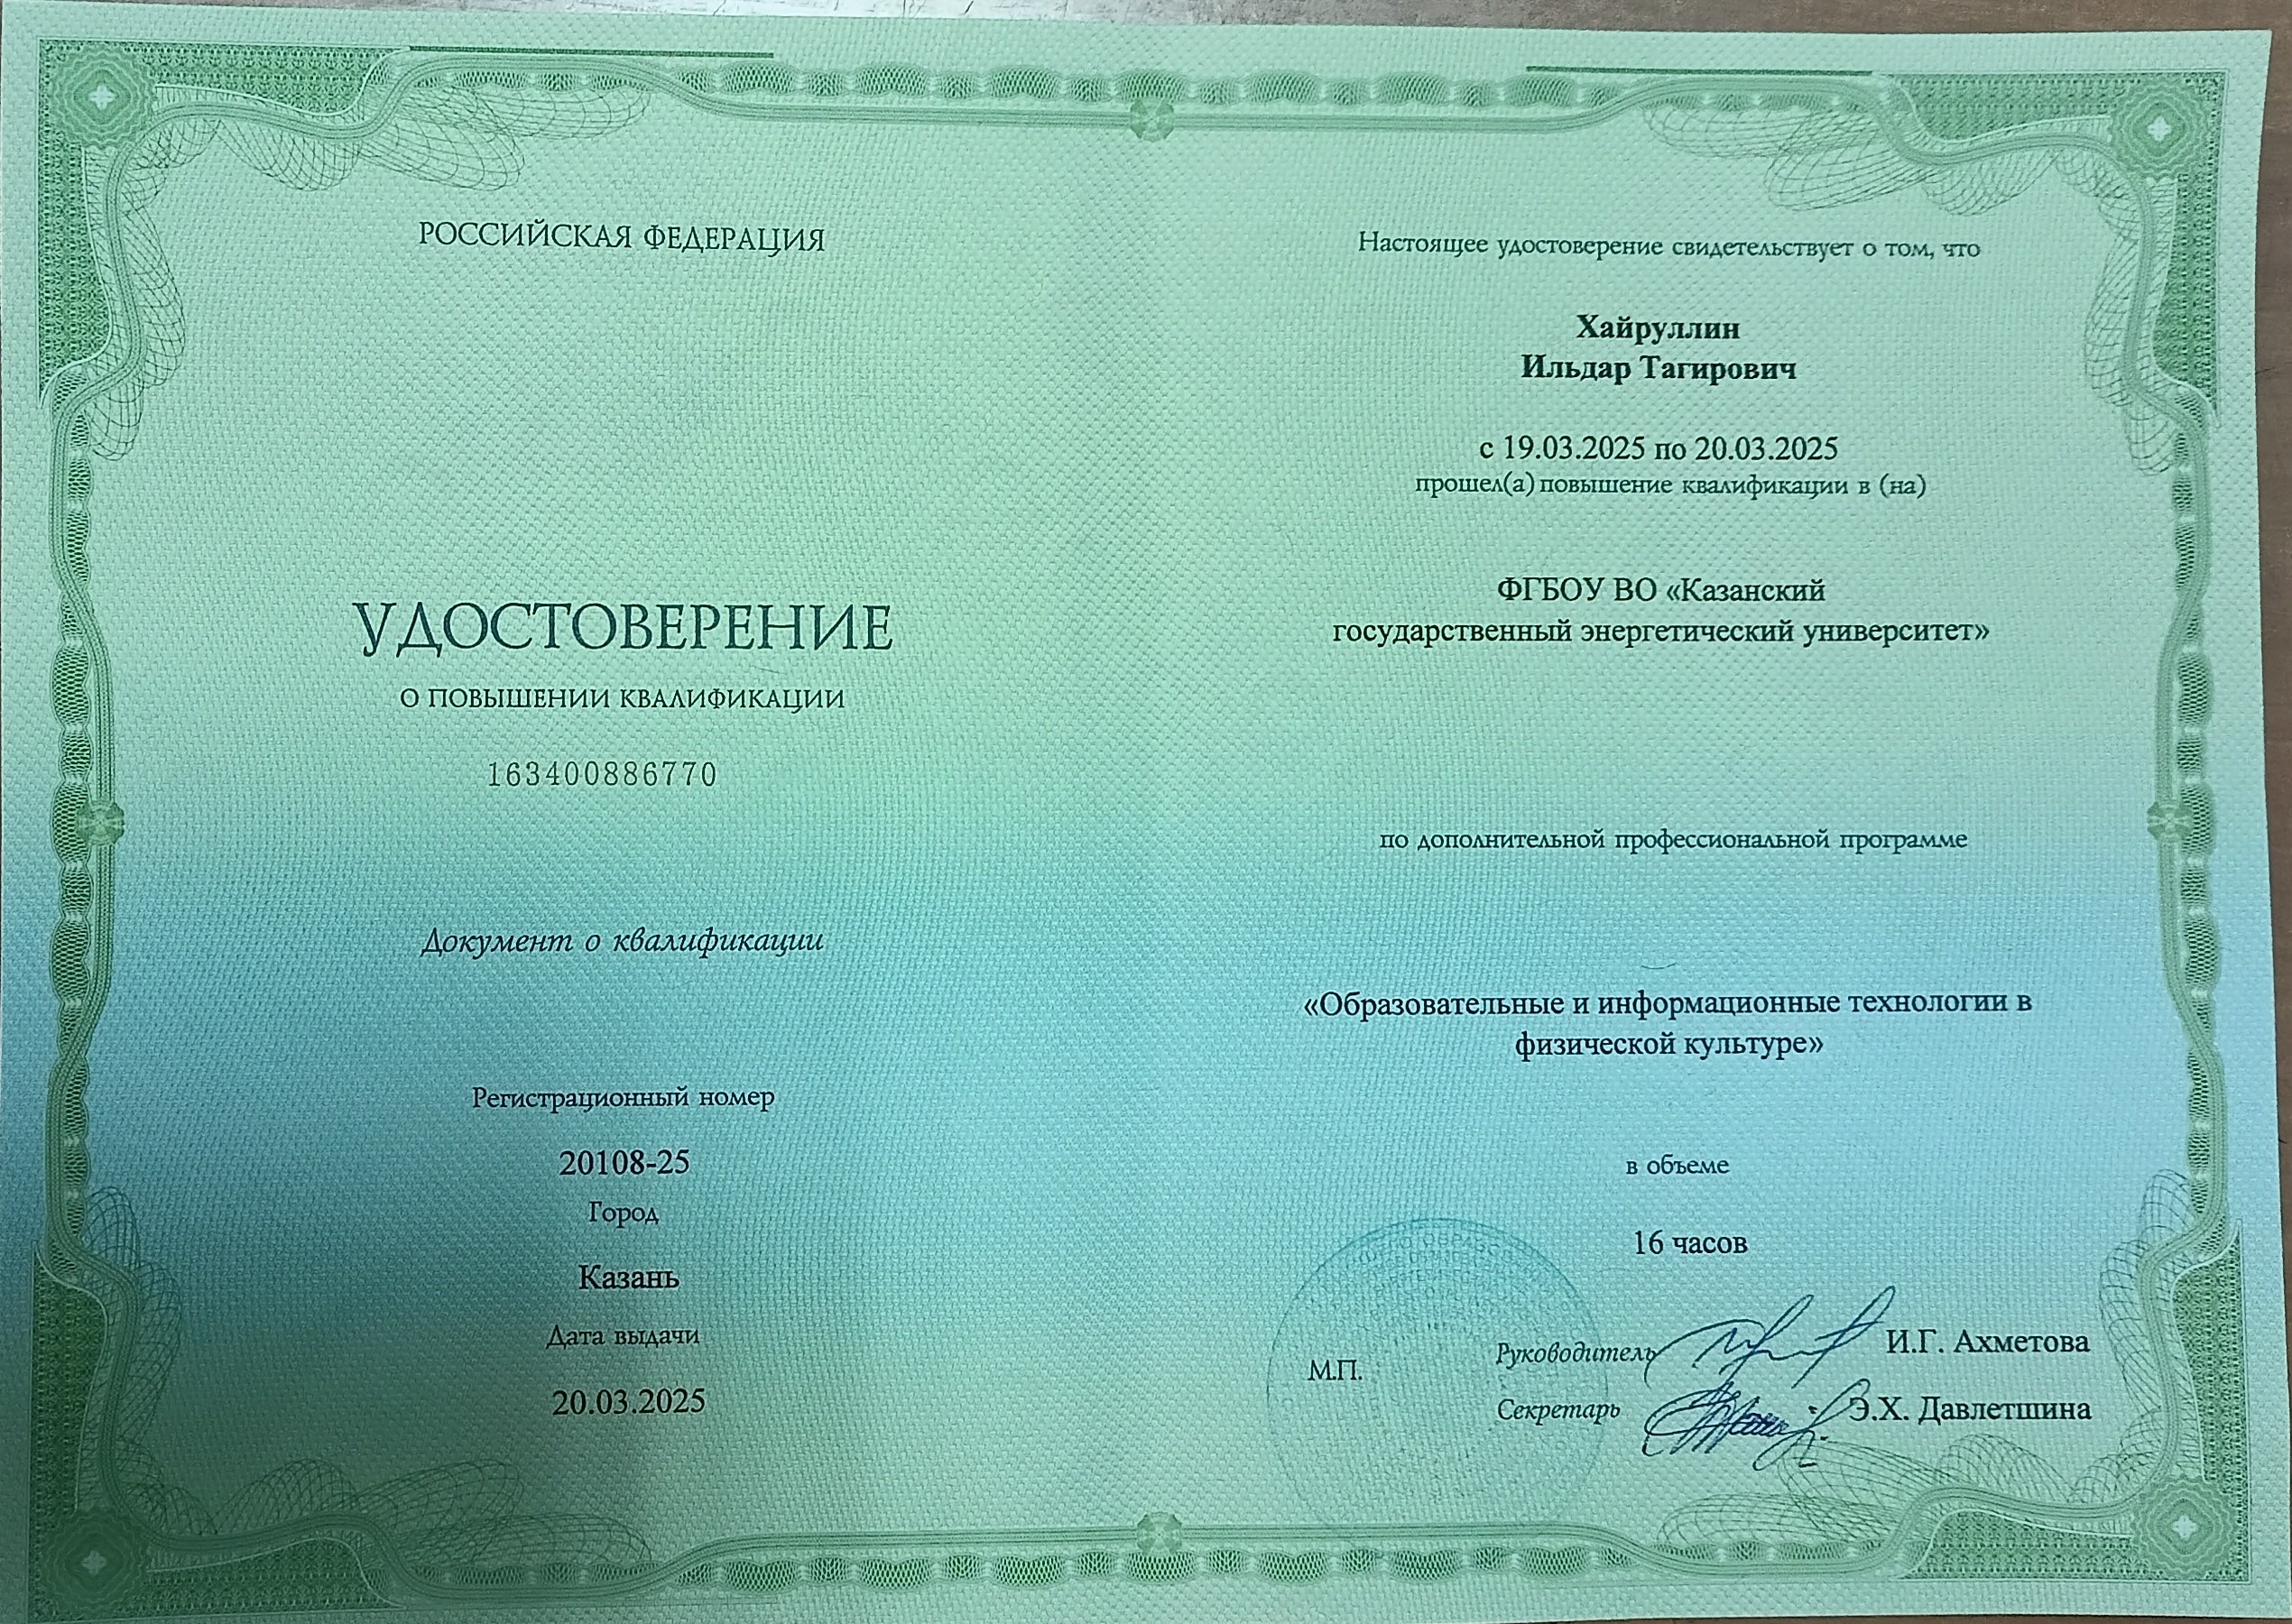 РОССИЙСКАЯ ФЕДЕРАЦИЯ
УДОСТОВЕРЕНИЕ
О ПОВЫШЕНИИ КВАЛИФИКАЦИИ
163400886770
Документ о квалификации
Регистрационный номер
20108-25
Город
Казань
Дата выдачи
20.03.2025
Настоящее удостоверение свидетельствует о том, что
Хайруллин
Ильдар Тагирович
с 19.03.2025 по 20.03.2025
прошел(а) повышение квалификации в (на)
ФГБОУ ВО «Казанский
государственный энергетический университет»
по дополнительной профессиональной программе
«Образовательные и информационные технологии в
физической культуре»
в объеме
16 часов
М.П.
Руководитель И.Г. Ахметова
Секретарь Э.Х. Давлетшина